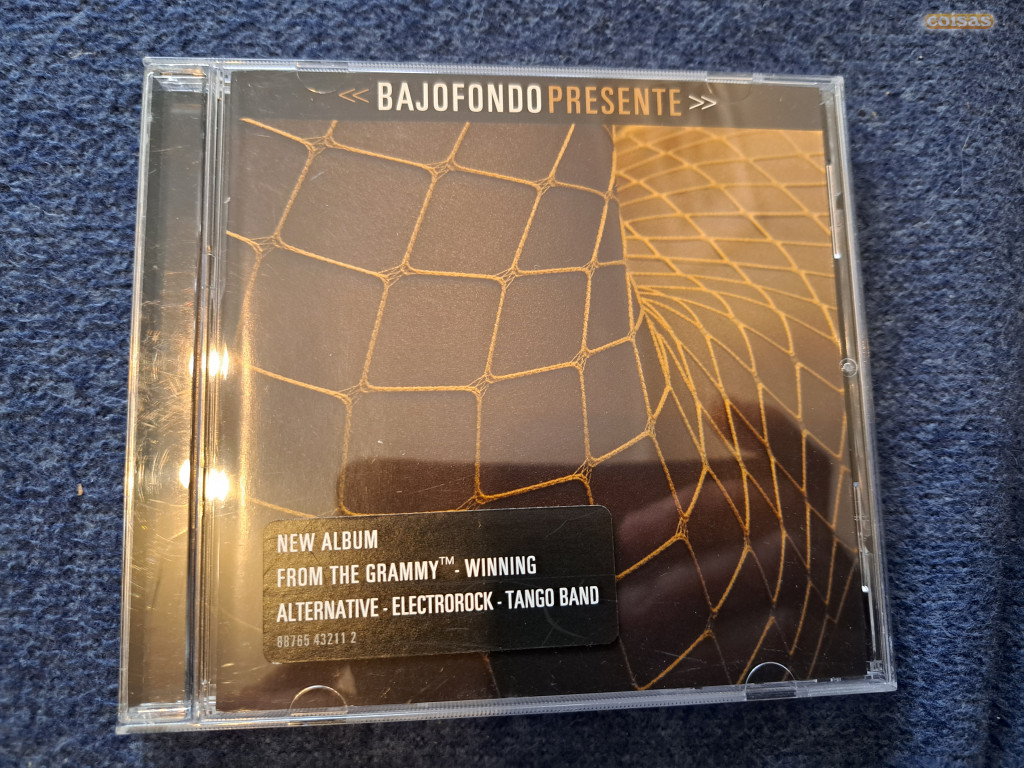 coisas
« BAJOFONDO PRESENTE »
NEW ALBUM
FROM THE GRAMMY™- WINNING
ALTERNATIVE - ELECTROROCK - TANGO BAND
88765 43211 2